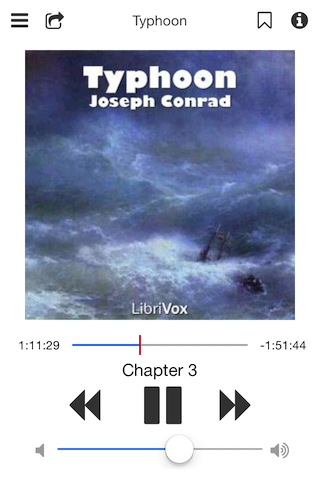 Typhoon
Typhoon
Joseph Conrad
LibriVox
1:11:29
-1:51:44
Chapter 3